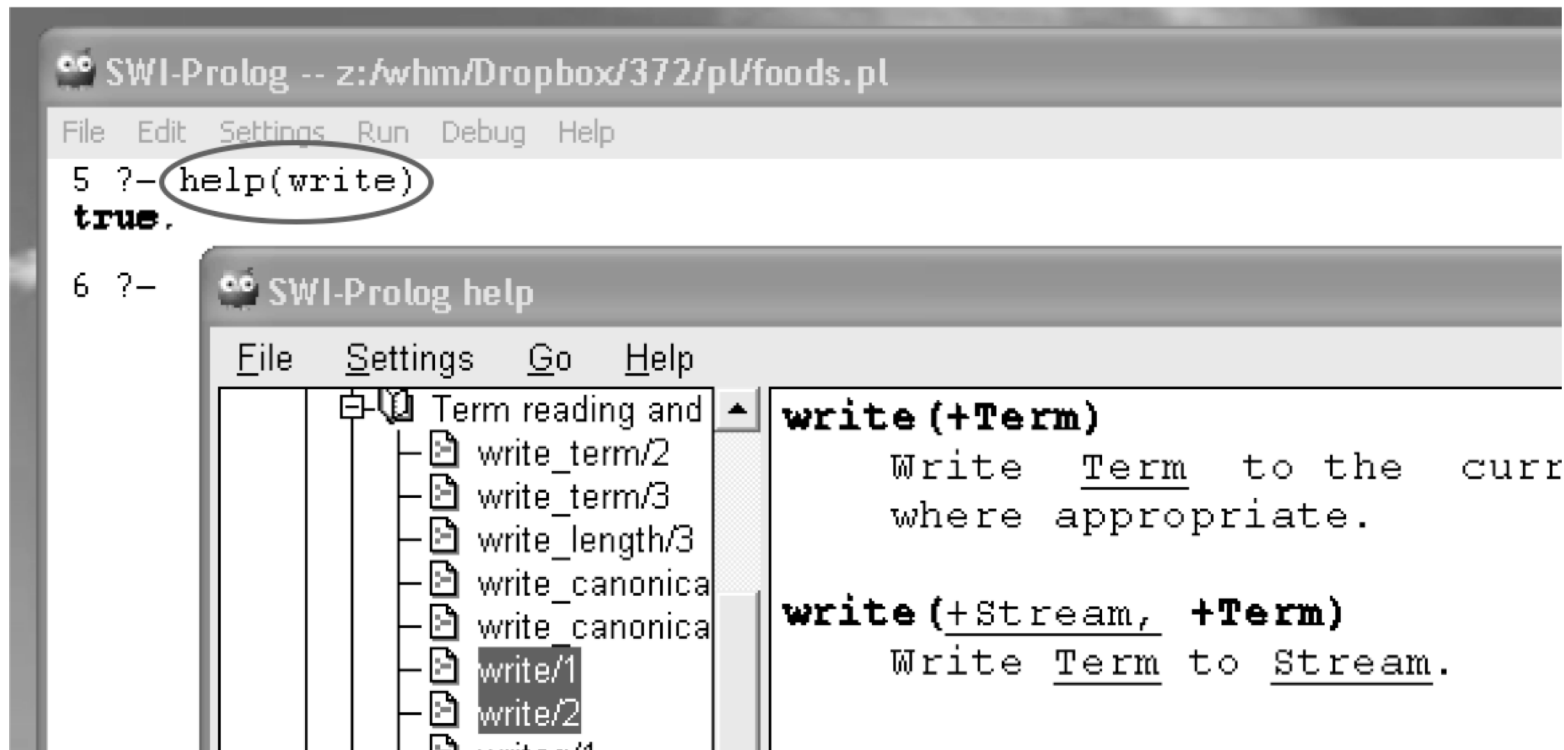 SWI-Prolog -- z:/whm/Dropbox/372/pl/foods.pl
File Edit Settings Run Debug Help
5 ?- help(write)
true.
6 ?-
SWI-Prolog help
File Settings Go Help
Term reading and
write_term/2
write_term/3
write_length/3
write_canonica
write_canonica
write/1
write/2
write(+Term)
Write Term to the curr
where appropriate.
write(+Stream, +Term)
Write Term to Stream.